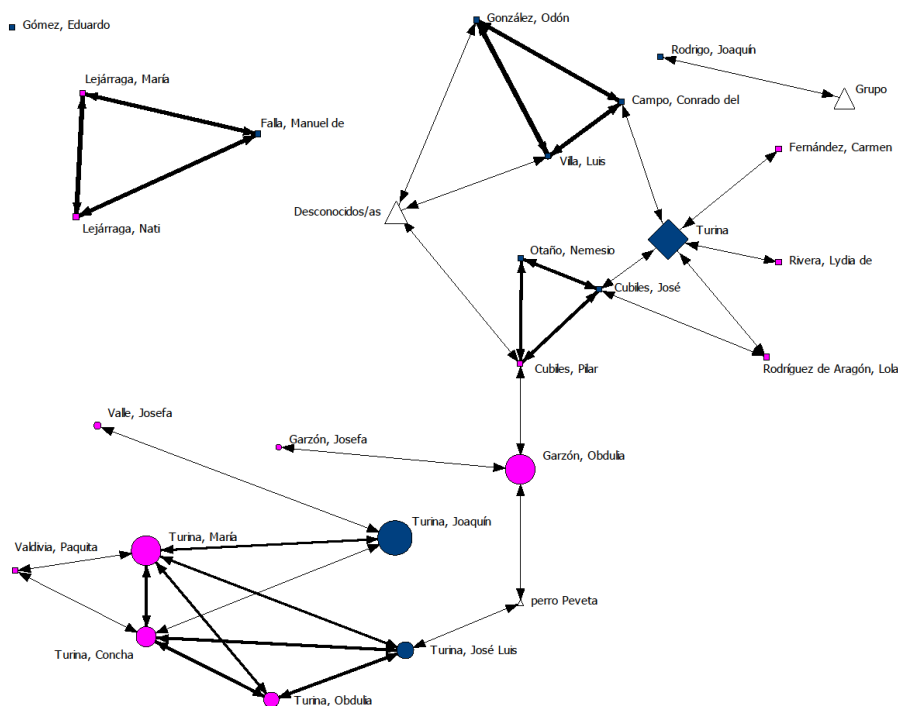 Gómez, Eduardo
González, Odón
Rodrigo, Joaquín
Lejárraga, María
Grupo
Campo, Conrado del
Falla, Manuel de
Fernández, Carmen
Villa, Luis
Desconocidos/as
Lejárraga, Nati
Turina
Otaño, Nemesio
Rivera, Lydia de
Cubiles, José
Cubiles, Pilar
Rodríguez de Aragón, Lola
Valle, Josefa
Garzón, Josefa
Garzón, Obdulia
Turina, Joaquín
Turina, María
Valdivia, Paquita
perro Peveta
Turina, Concha
Turina, José Luis
Turina, Obdulia